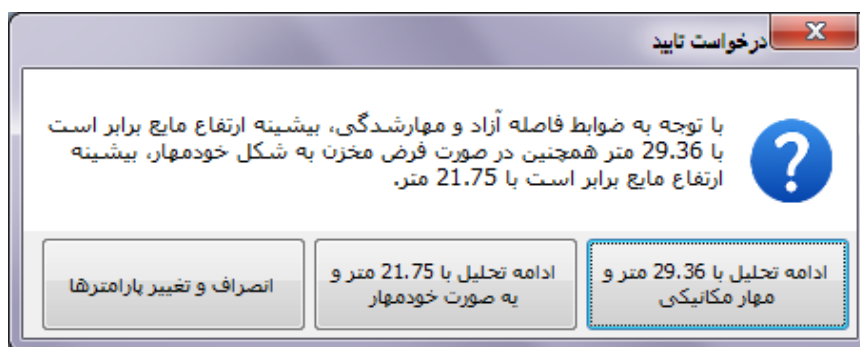 درخواست تایید
با توجه به ضوابط فاصله آزاد و مهارشدگی، بیشینه ارتفاع مایع برابر است
با 29.36 متر همچنین در صورت فرض مخزن به شکل خودمهار، بیشینه
ارتفاع مایع برابر است با 21.75 متر.
ادامه تحلیل با 29.36 متر و
مهار مکانیکی
ادامه تحلیل با 21.75 متر و
به صورت خودمهار
انصراف و تغییر پارامترها